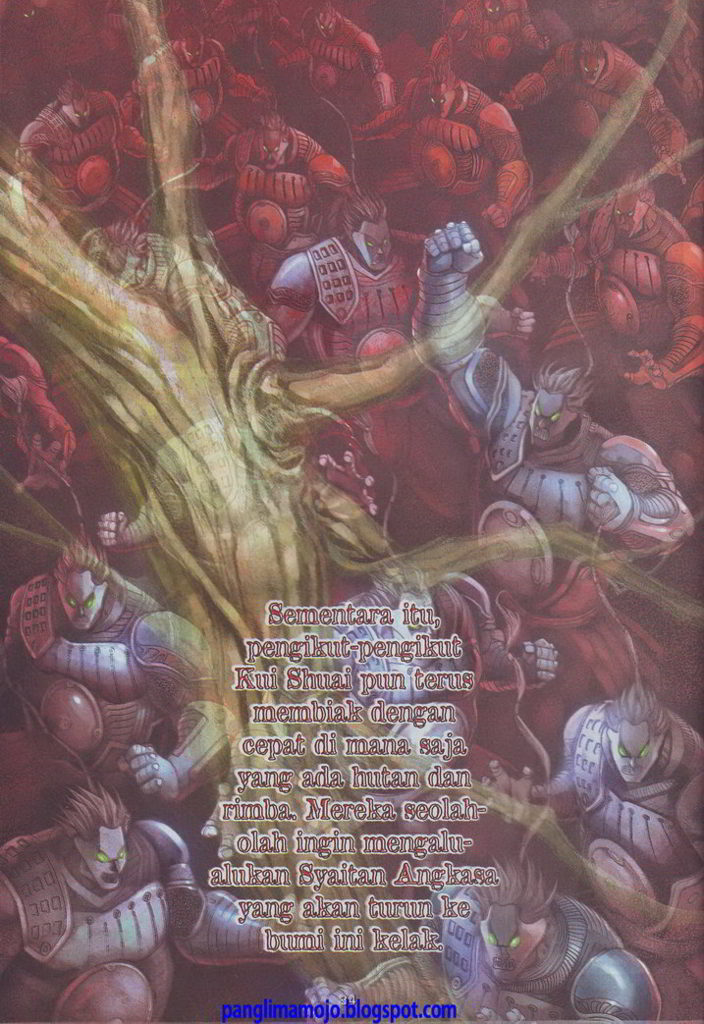 Sementara itu,
pengikut-pengikut
Kui Shuai pun terus
membiak dengan
cepat di mana saja
yang ada hutan dan
rimba. Mereka seolah-
olah ingin mengalu-
alukan Syaitan Angkasa
yang akan turun ke
bumi ini kelak.
panglimamojo.blogspot.com